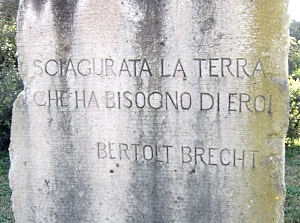 SCIAGURATA LA TERRA
CHE HA BISOGNO DI EROI
BERTOLT BRECHT